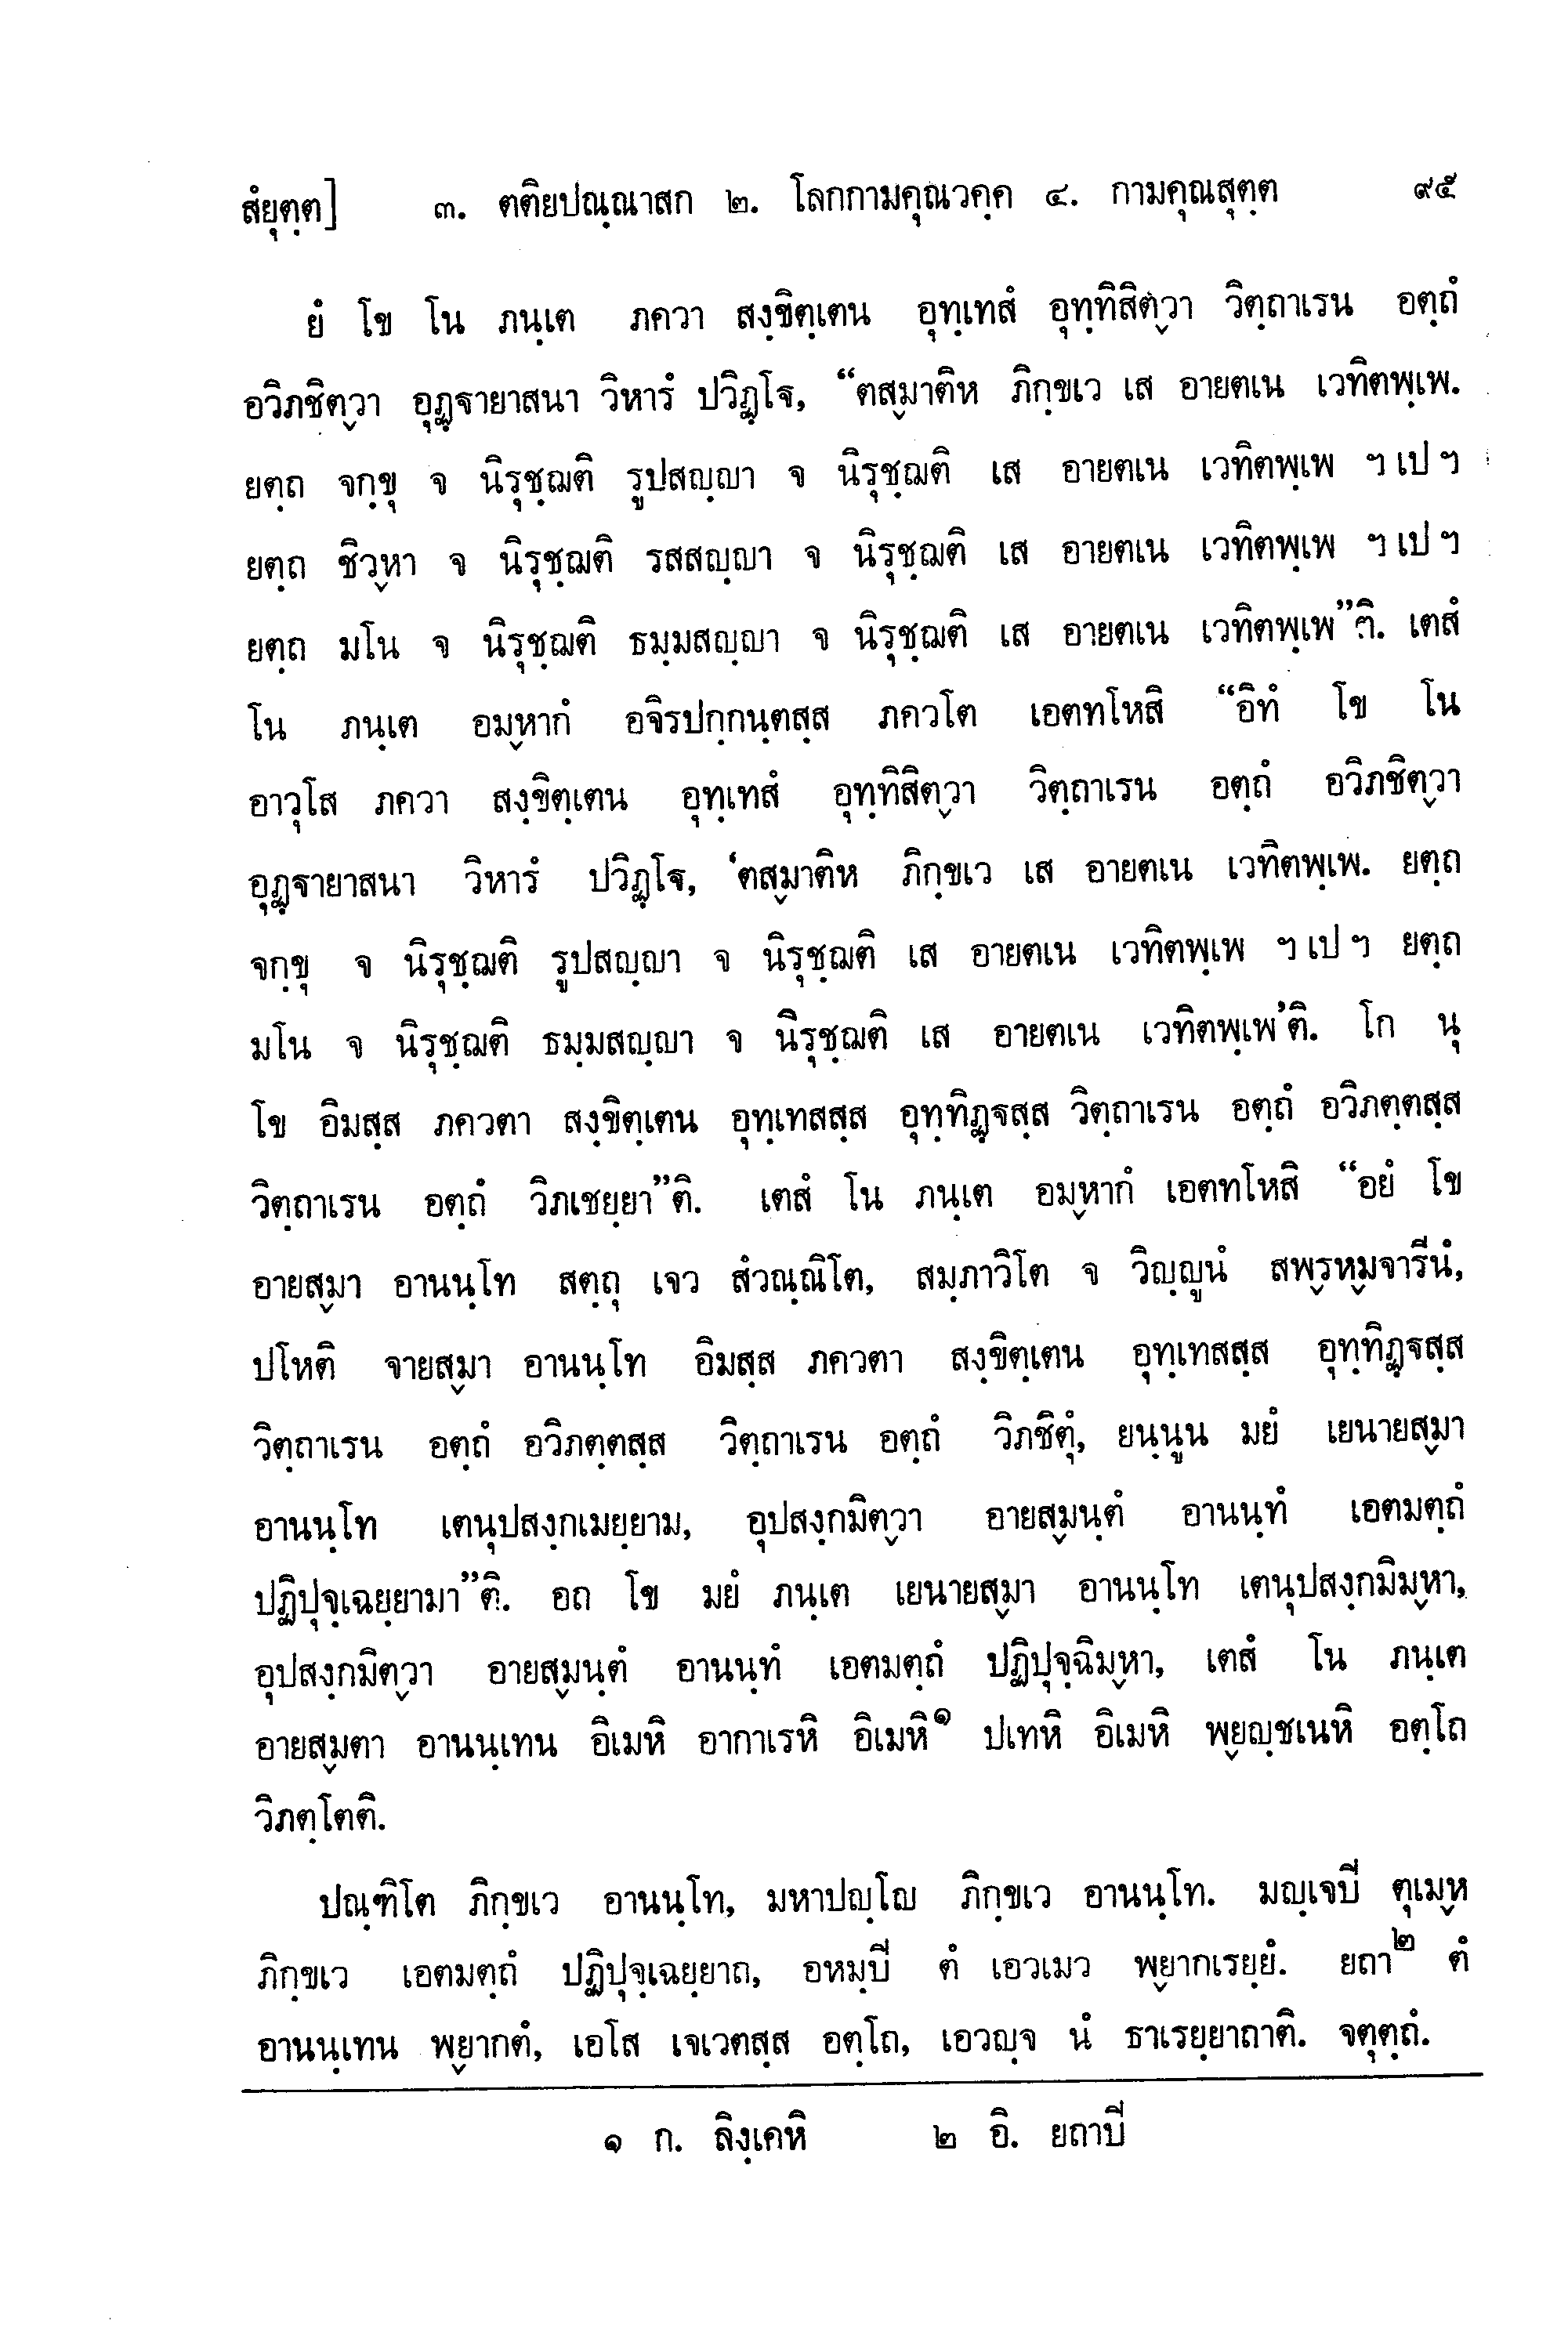 สํยุตฺต] ๓. ตติยปณฺณาสก ๒. โลกกามคุณวคฺค ๔. กามคุณสุตฺต ๙๕
ยํ โข โน ภนฺเต ภควา สงฺขิตฺเตน อุทฺเทสํ อุทฺทิสิตฺวา วิตฺถาเรน อตฺถํ
อวิภชิตฺวา อุฏฺฐายาสนา วิหารํ ปวิฏฺโฐ, “ตสฺมาติห ภิกฺขเว เส อายตเน เวทิตพฺเพ.
ยตฺถ จกฺขุ จ นิรุชฺฌติ รูปสญฺญา จ นิรุชฺฌติ เส อายตเน เวทิตพฺเพ ฯเปฯ
ยตฺถ ชิวฺหา จ นิรุชฺฌติ รสสญฺญา จ นิรุชฺฌติ เส อายตเน เวทิตพฺเพ ฯเปฯ
ยตฺถ มโน จ นิรุชฺฌติ ธมฺมสญฺญา จ นิรุชฺฌติ เส อายตเน เวทิตพฺเพ”ติ. เตสํ
โน ภนฺเต อมฺหากํ อจิรปกฺกนฺตสฺส ภควโต เอตทโหสิ “อิทํ โข โน
อาวุโส ภควา สงฺขิตฺเตน อุทฺเทสํ อุทฺทิสิตฺวา วิตฺถาเรน อตฺถํ อวิภชิตฺวา
อุฏฺฐายาสนา วิหารํ ปวิฏฺโฐ, ‘ตสฺมาติห ภิกฺขเว เส อายตเน เวทิตพฺเพ. ยตฺถ
จกฺขุ จ นิรุชฺฌติ รูปสญฺญา จ นิรุชฺฌติ เส อายตเน เวทิตพฺเพ ฯเปฯ ยตฺถ
มโน จ นิรุชฺฌติ ธมฺมสญฺญา จ นิรุชฺฌติ เส อายตเน เวทิตพฺเพ’ติ. โก นุ
โข อิมสฺส ภควตา สงฺขิตฺเตน อุทฺเทสสฺส อุทฺทิฏฺฐสฺส วิตฺถาเรน อตฺถํ อวิภตฺตสฺส
วิตฺถาเรน อตฺถํ วิภเชยฺยา”ติ. เตสํ โน ภนฺเต อมฺหากํ เอตทโหสิ “อยํ โข
อายสฺมา อานนฺโท สตฺถุ เจว สํวณฺณิโต, สมฺภาวิโต จ วิญฺญูนํ สพฺรหฺมจารีนํ,
ปโหติ จายสฺมา อานนฺโท อิมสฺส ภควตา สงฺขิตฺเตน อุทฺเทสสฺส อุทฺทิฏฺฐสฺส
วิตฺถาเรน อตฺถํ อวิภตฺตสฺส วิตฺถาเรน อตฺถํ วิภชิตุํ, ยนฺนูน มยํ เยนายสฺมา
อานนฺโท เตนุปสงฺกเมยฺยาม, อุปสงฺกมิตฺวา อายสฺมนฺตํ อานนฺทํ เอตมตฺถํ
ปฏิปุจฺเฉยฺยามา”ติ. อถ โข มยํ ภนฺเต เยนายสฺมา อานนฺโท เตนุปสงฺกมิมฺหา,
อุปสงฺกมิตฺวา อายสฺมนฺตํ อานนฺทํ เอตมตฺถํ ปฏิปุจฺฉิมฺหา, เตสํ โน ภนฺเต
อายสฺมตา อานนฺเทน อิเมหิ อากาเรหิ อิเมหิ๑ ปเทหิ อิเมหิ พฺยญฺชเนหิ อตฺโถ
วิภตฺโตติ.
ปณฺฑิโต ภิกฺขเว อานนฺโท, มหาปญฺโญ ภิกฺขเว อานนฺโท. มญฺเจปิ ตุเมฺห
ภิกฺขเว เอตมตฺถํ ปฏิปุจฺเฉยฺยาถ, อหมฺปิ ตํ เอวเมว พฺยากเรยฺยํ. ยถา๒ ตํ
อานนฺเทน พฺยากตํ, เอโส เจเวตสฺส อตฺโถ, เอวญฺจ นํ ธาเรยฺยาถาติ. จตุตฺถํ.
๑ ก. ลิงฺเคหิ ๒ อิ. ยถาปิ